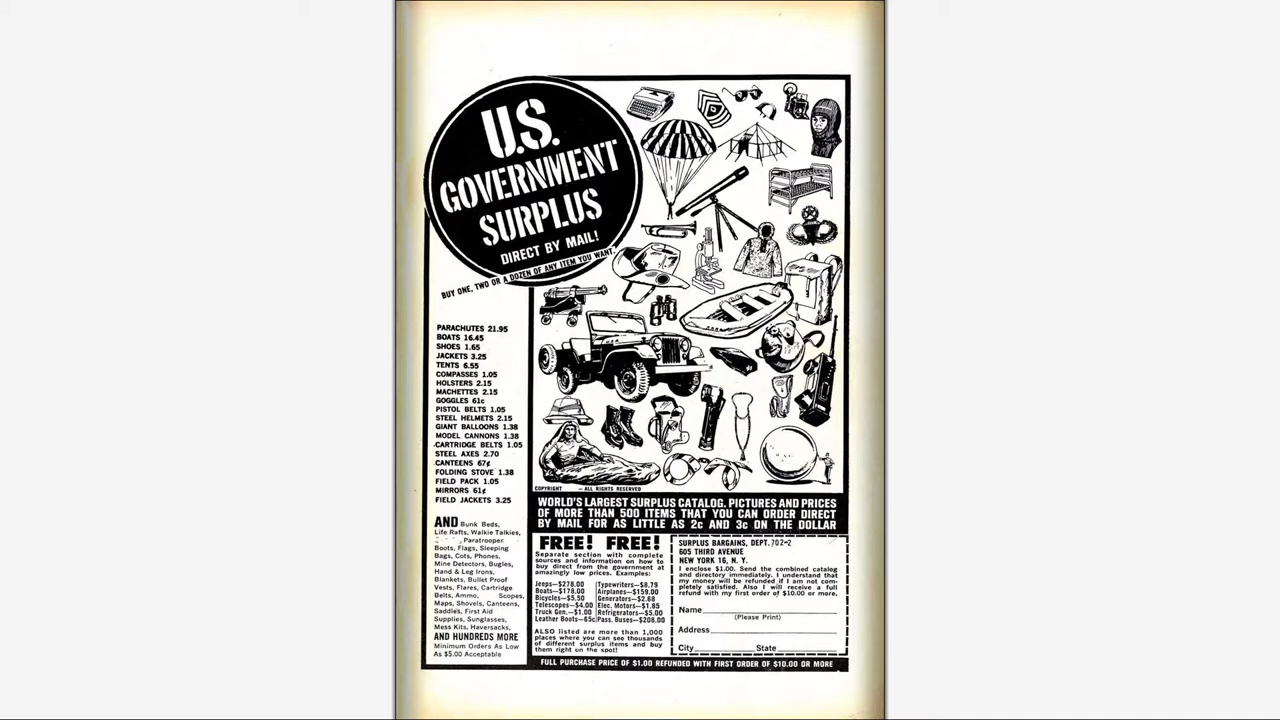 U.S.
GOVERNMENT
SURPLUS
DIRECT BY MAIL!
BUY ONE, TWO OR A DOZEN OF ANY ITEM YOU WANT.
PARACHUTES 21.95
BOATS 16.45
SHOES 1.65
JACKETS 3.25
TENTS 6.55
COMPASSES 1.05
HOLSTERS 2.15
MACHETTES 2.15
GOGGLES 61c
PISTOL BELTS 1.05
STEEL HELMETS 2.15
GIANT BALLOONS 1.38
MODEL CANNONS 1.38
CARTRIDGE BELTS 1.05
STEEL AXES 2.70
CANTEENS 67¢
FOLDING STOVE 1.38
FIELD PACK 1.05
MIRRORS 61¢
FIELD JACKETS 3.25
AND Bunk Beds,
Life Rafts, Walkie Talkies,
Paratrooper
Boots, Flags, Sleeping
Bags, Cots, Phones,
Mine Detectors, Bugles,
Hand & Leg Irons,
Blankets, Bullet Proof
Vests, Flares, Cartridge
Belts, Ammo, Scopes,
Maps, Shovels, Canteens,
Saddles, First Aid
Supplies, Sunglasses,
Mess Kits, Haversacks,
AND HUNDREDS MORE
Minimum Orders As Low
As $5.00 Acceptable
COPYRIGHT — ALL RIGHTS RESERVED
WORLD'S LARGEST SURPLUS CATALOG. PICTURES AND PRICES
OF MORE THAN 500 ITEMS THAT YOU CAN ORDER DIRECT
BY MAIL FOR AS LITTLE AS 2c AND 3c ON THE DOLLAR
FREE! FREE!
Separate section with complete
sources and information on how to
buy direct from the government at
amazingly low prices. Examples:
Jeeps—$278.00
Boats—$178.00
Bicycles—$5.50
Telescopes—$4.00
Truck Gen.—$1.00
Leather Boots—65c
Typewriters—$8.79
Airplanes—$159.00
Generators—$2.68
Elec. Motors—$1.85
Refrigerators—$5.00
Pass. Buses—$208.00
ALSO listed are more than 1,000
places where you can see thousands
of different surplus items and buy
them right on the spot!
SURPLUS BARGAINS, DEPT. 702-2
605 THIRD AVENUE
NEW YORK 16, N. Y.
I enclose $1.00. Send the combined catalog
and directory immediately. I understand that
my money will be refunded if I am not com-
pletely satisfied. Also I will receive a full
refund with my first order of $10.00 or more.
Name
(Please Print)
Address
City State
FULL PURCHASE PRICE OF $1.00 REFUNDED WITH FIRST ORDER OF $10.00 OR MORE